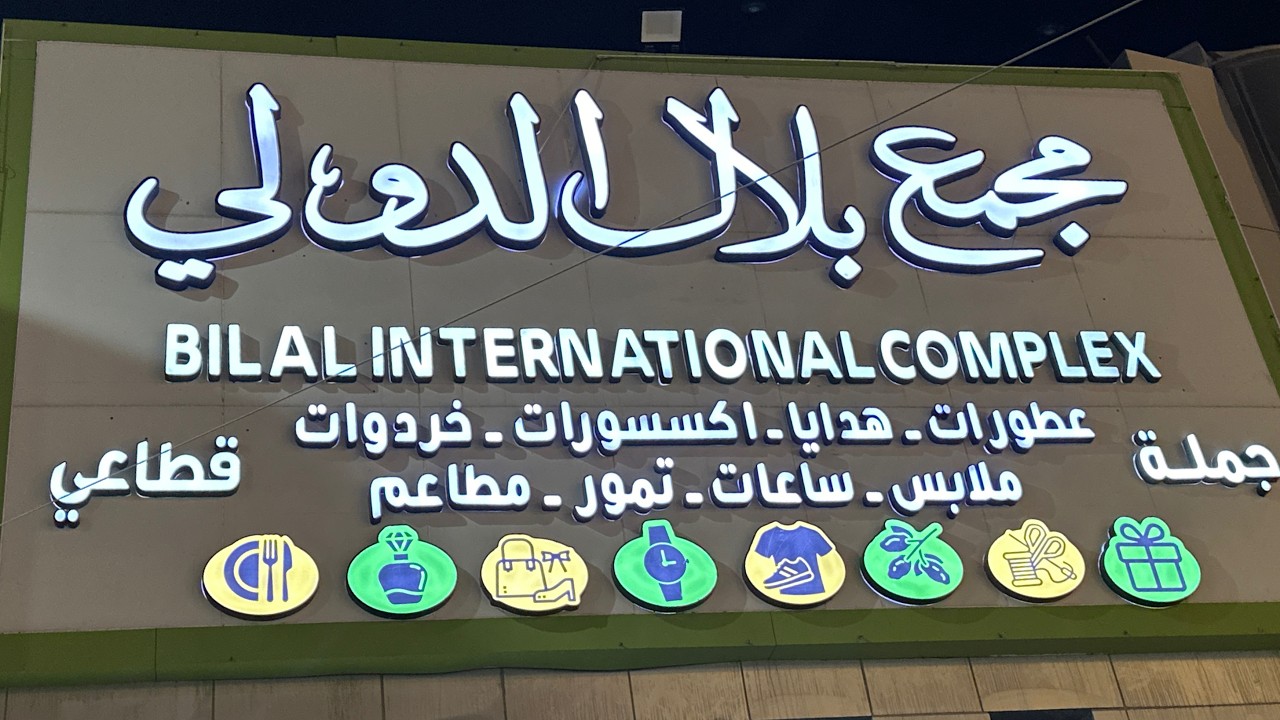 مجمع بلال الدولي
BILAL INTERNATIONAL COMPLEX
عطورات - هدايا - اكسسورات - خردوات
جملة
ملابس - ساعات - تمور - مطاعم
قطاعي